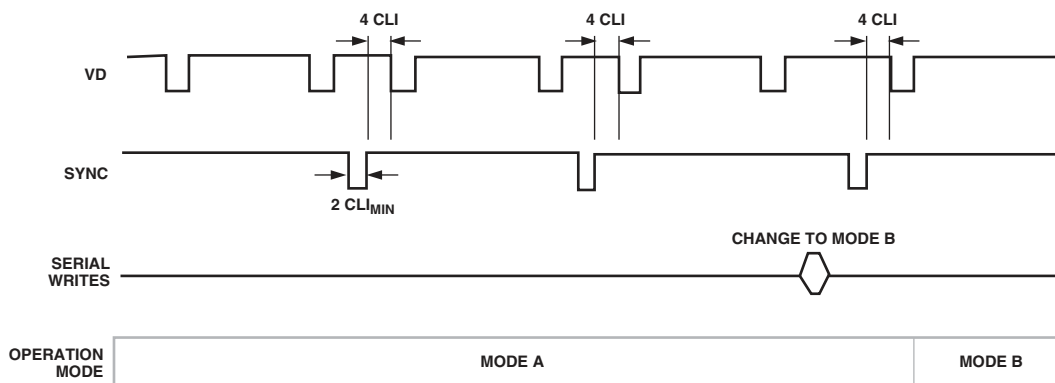 4 CLI 4 CLI 4 CLI
VD
SYNC
2 CLIMIN
CHANGE TO MODE B
SERIAL
WRITES
OPERATION
MODE
MODE A MODE B